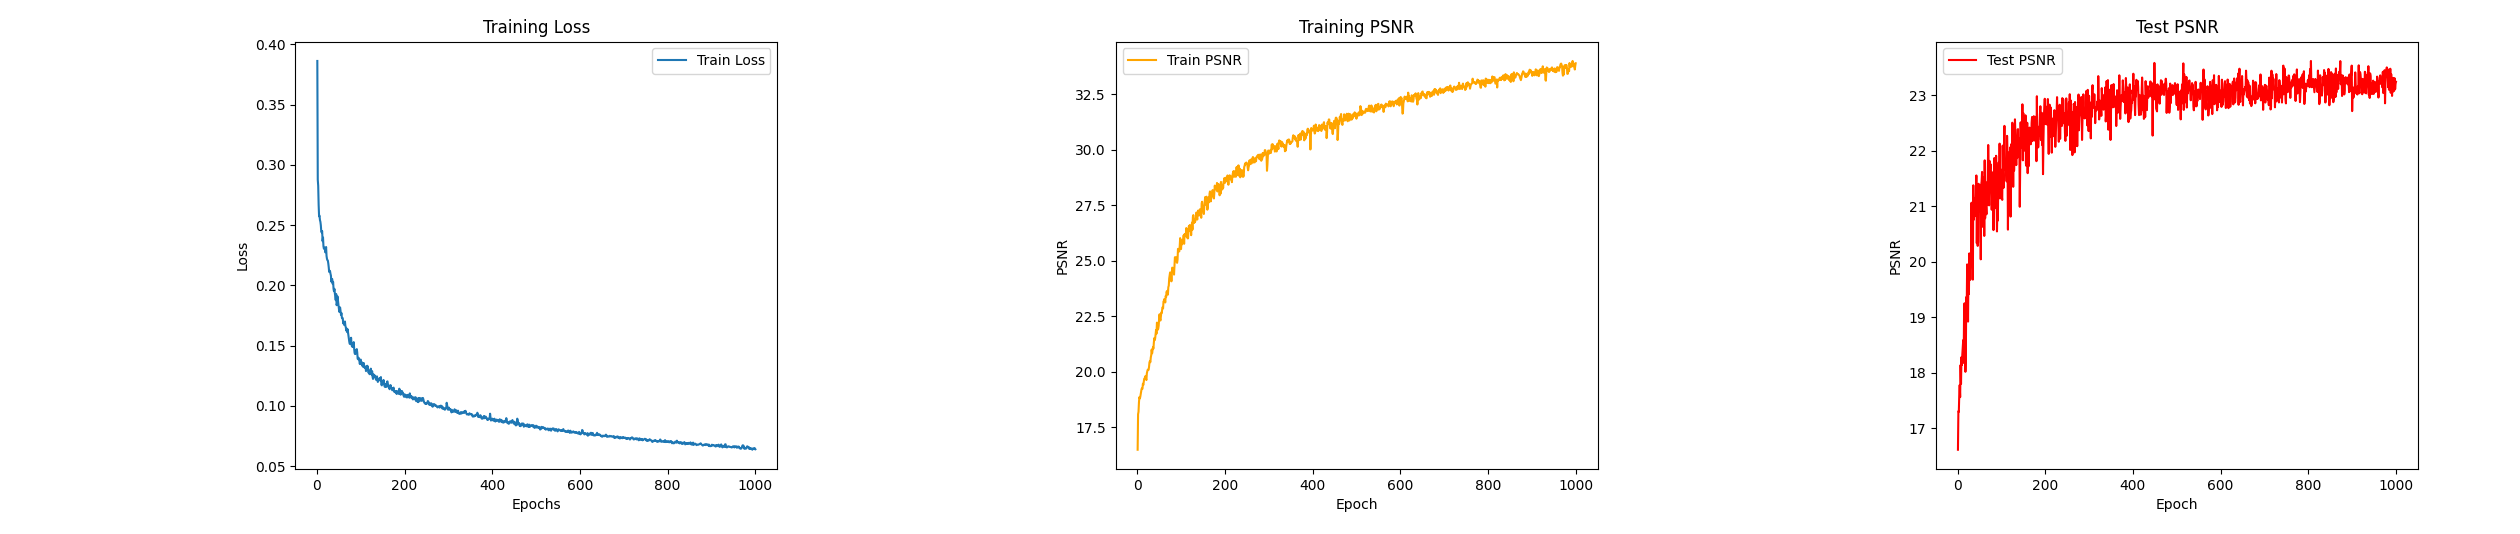 Training Loss
Train Loss
0.40
0.35
0.30
0.25
0.20
0.15
0.10
0.05
Loss
0 200 400 600 800 1000
Epochs
Training PSNR
Train PSNR
32.5
30.0
27.5
25.0
22.5
20.0
17.5
PSNR
0 200 400 600 800 1000
Epoch
Test PSNR
Test PSNR
23
22
21
20
19
18
17
PSNR
0 200 400 600 800 1000
Epoch